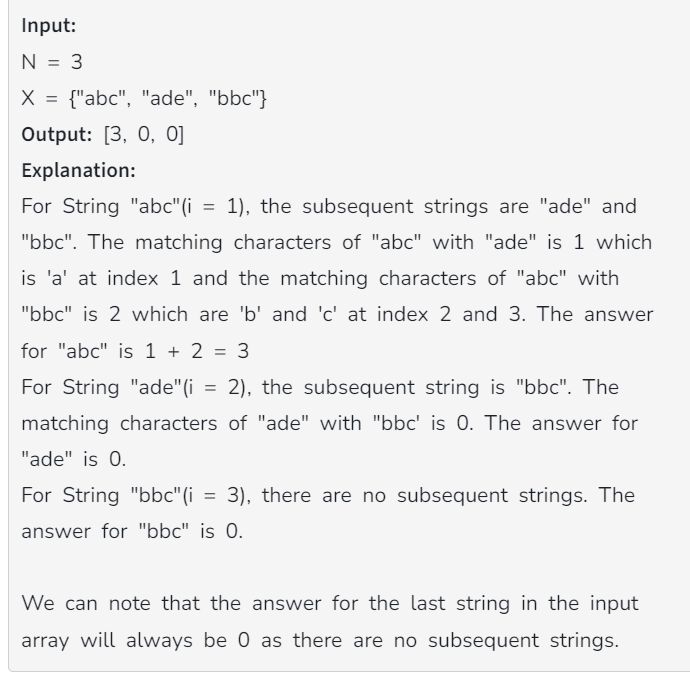 Input:
N = 3
X = {"abc", "ade", "bbc"}
Output: [3, 0, 0]
Explanation:
For String "abc"(i = 1), the subsequent strings are "ade" and
"bbc". The matching characters of "abc" with "ade" is 1 which
is 'a' at index 1 and the matching characters of "abc" with
"bbc" is 2 which are 'b' and 'c' at index 2 and 3. The answer
for "abc" is 1 + 2 = 3
For String "ade"(i = 2), the subsequent string is "bbc". The
matching characters of "ade" with "bbc' is 0. The answer for
"ade" is 0.
For String "bbc"(i = 3), there are no subsequent strings. The
answer for "bbc" is 0.
We can note that the answer for the last string in the input
array will always be 0 as there are no subsequent strings.